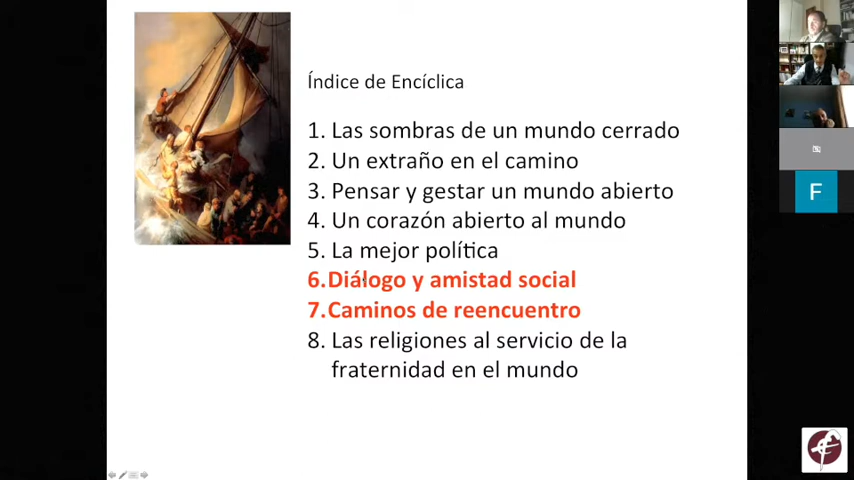 Índice de Encíclica
1. Las sombras de un mundo cerrado
2. Un extraño en el camino
3. Pensar y gestar un mundo abierto
4. Un corazón abierto al mundo
5. La mejor política
6.Diálogo y amistad social
7.Caminos de reencuentro
8. Las religiones al servicio de la
fraternidad en el mundo
F